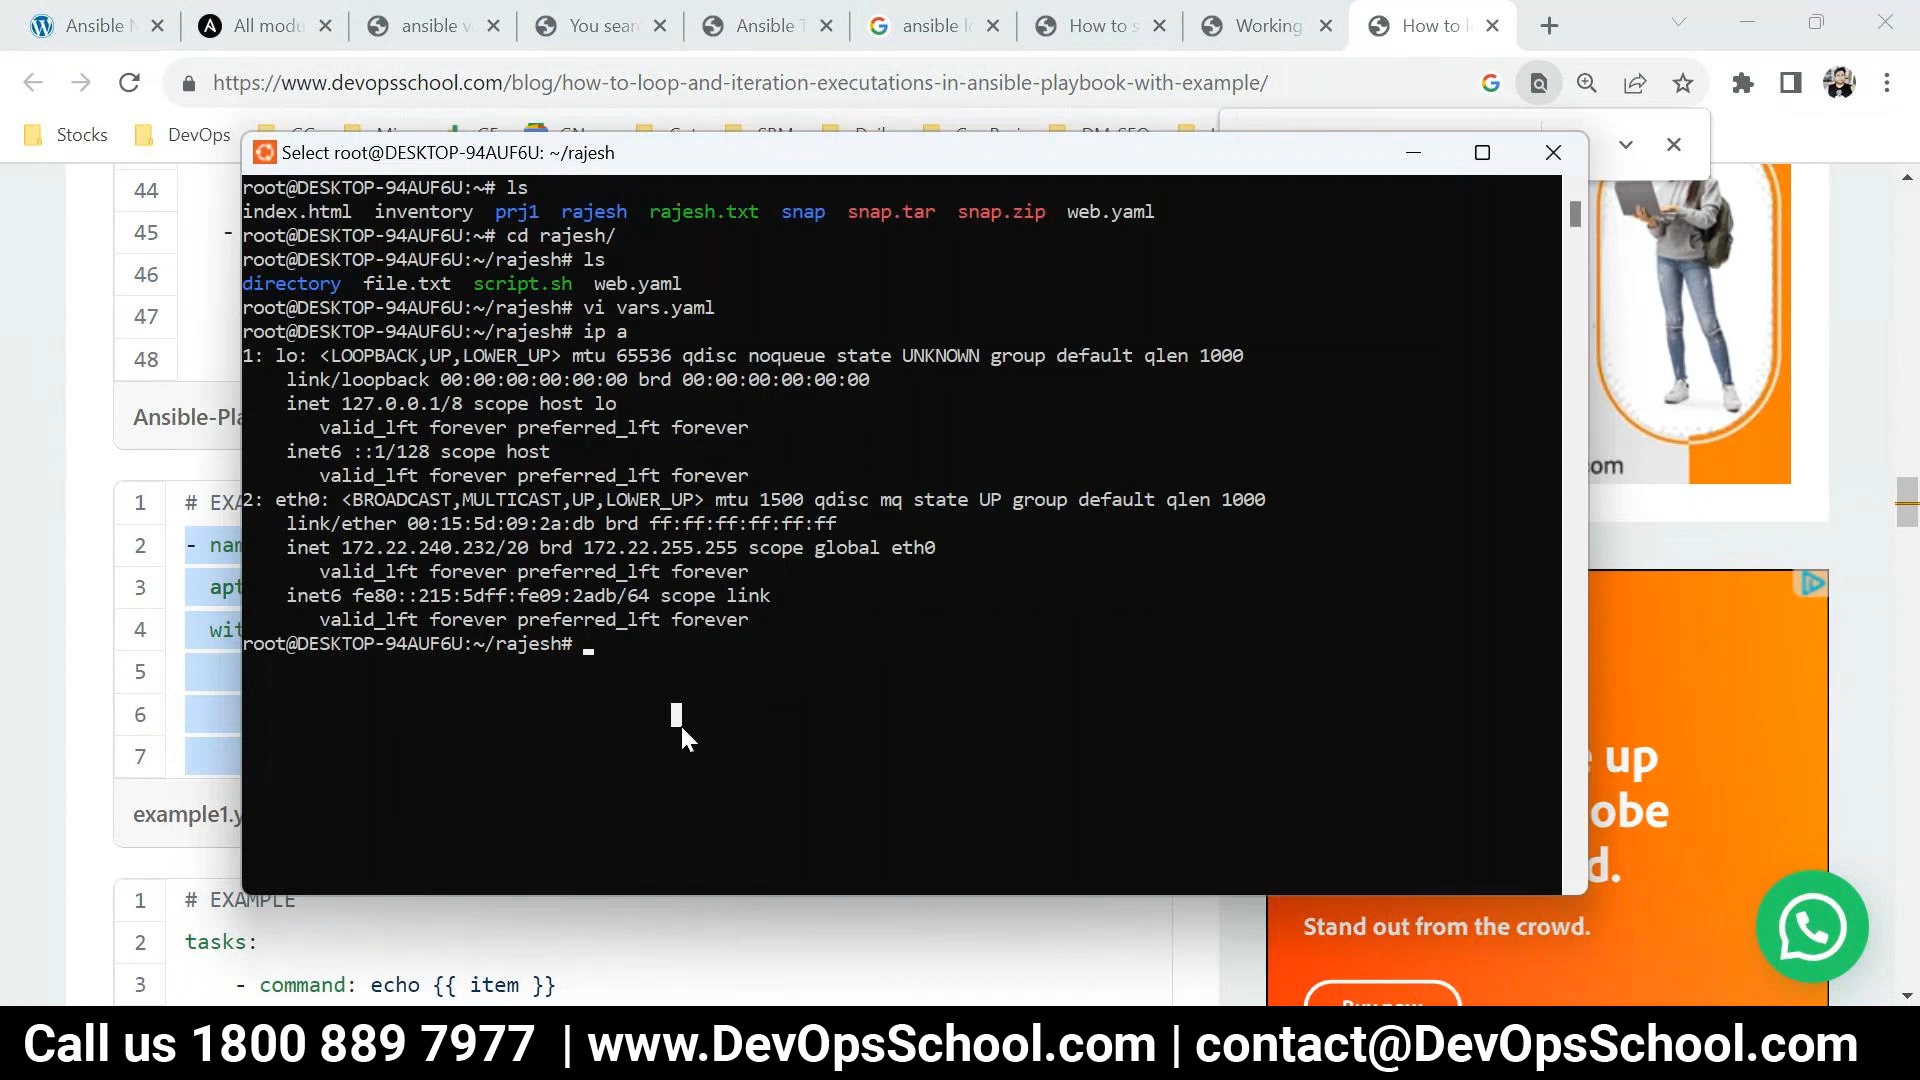 Ansible N
All modu
ansible v
You sear
Ansible T
ansible l
How to s
Working
How to l
https://www.devopsschool.com/blog/how-to-loop-and-iteration-executations-in-ansible-playbook-with-example/
Stocks
DevOps
Select root@DESKTOP-94AUF6U: ~/rajesh
root@DESKTOP-94AUF6U:~# ls
index.html inventory prj1 rajesh rajesh.txt snap snap.tar snap.zip web.yaml
root@DESKTOP-94AUF6U:~# cd rajesh/
root@DESKTOP-94AUF6U:~/rajesh# ls
directory file.txt script.sh web.yaml
root@DESKTOP-94AUF6U:~/rajesh# vi vars.yaml
root@DESKTOP-94AUF6U:~/rajesh# ip a
1: lo: <LOOPBACK,UP,LOWER_UP> mtu 65536 qdisc noqueue state UNKNOWN group default qlen 1000
link/loopback 00:00:00:00:00:00 brd 00:00:00:00:00:00
inet 127.0.0.1/8 scope host lo
valid_lft forever preferred_lft forever
inet6 ::1/128 scope host
valid_lft forever preferred_lft forever
2: eth0: <BROADCAST,MULTICAST,UP,LOWER_UP> mtu 1500 qdisc mq state UP group default qlen 1000
link/ether 00:15:5d:09:2a:db brd ff:ff:ff:ff:ff:ff
inet 172.22.240.232/20 brd 172.22.255.255 scope global eth0
valid_lft forever preferred_lft forever
inet6 fe80::215:5dff:fe09:2adb/64 scope link
valid_lft forever preferred_lft forever
root@DESKTOP-94AUF6U:~/rajesh#
44
45 -
46
47
48
Ansible-Pla
1 # EXA
2 - nam
3 apt
4 wit
5
6
7
example1.y
1 # EXAMPLE
2 tasks:
3 - command: echo {{ item }}
com
up
obe
d.
Stand out from the crowd.
Buy now
Call us 1800 889 7977 | www.DevOpsSchool.com | contact@DevOpsSchool.com